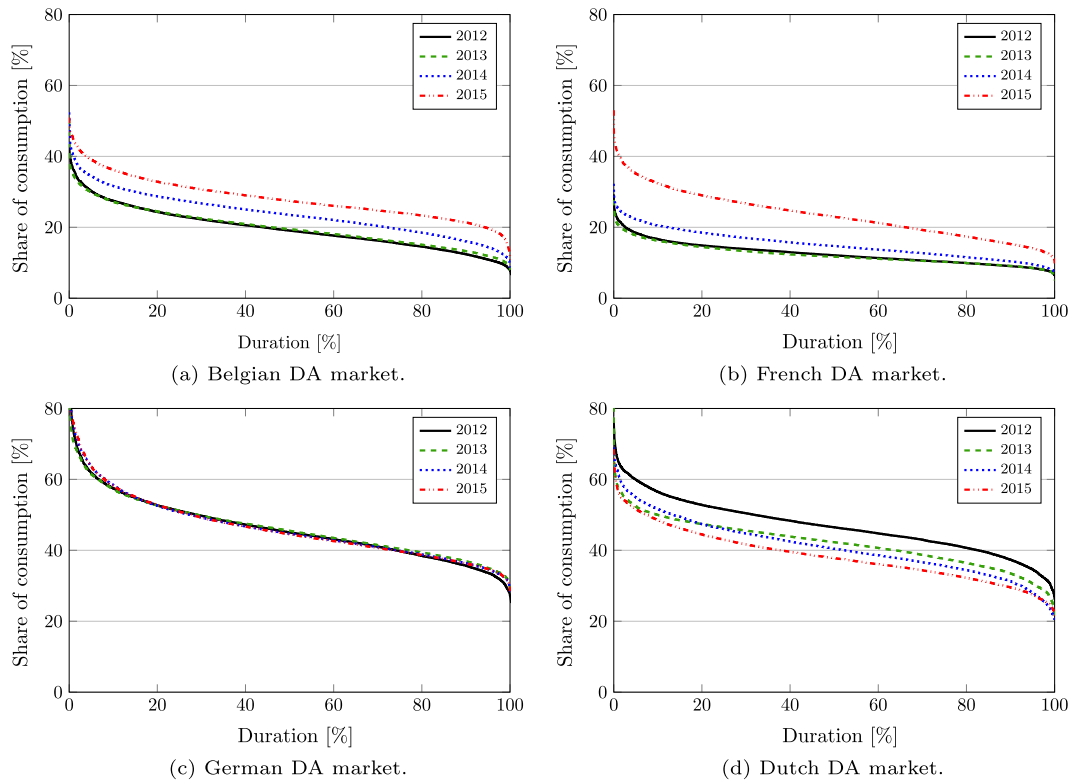 80
60
40
20
0
Share of consumption [%]
0 20 40 60 80 100
Duration [%]
2012
2013
2014
2015
(a) Belgian DA market.
80
60
40
20
0
Share of consumption [%]
0 20 40 60 80 100
Duration [%]
2012
2013
2014
2015
(b) French DA market.
80
60
40
20
0
Share of consumption [%]
0 20 40 60 80 100
Duration [%]
2012
2013
2014
2015
(c) German DA market.
80
60
40
20
0
Share of consumption [%]
0 20 40 60 80 100
Duration [%]
2012
2013
2014
2015
(d) Dutch DA market.